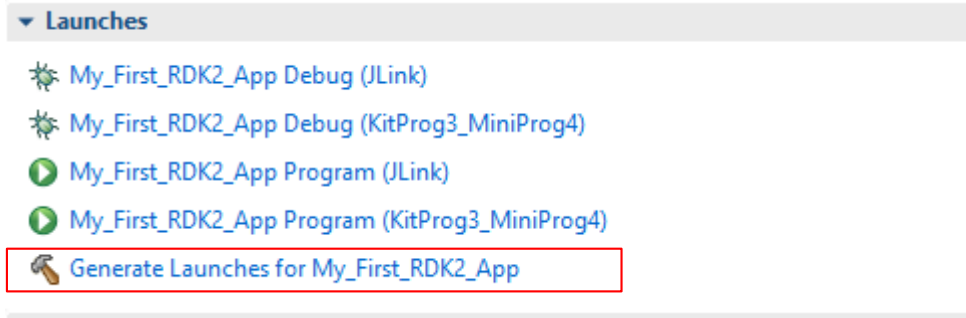 Launches
My_First_RDK2_App Debug (JLink)
My_First_RDK2_App Debug (KitProg3_MiniProg4)
My_First_RDK2_App Program (JLink)
My_First_RDK2_App Program (KitProg3_MiniProg4)
Generate Launches for My_First_RDK2_App